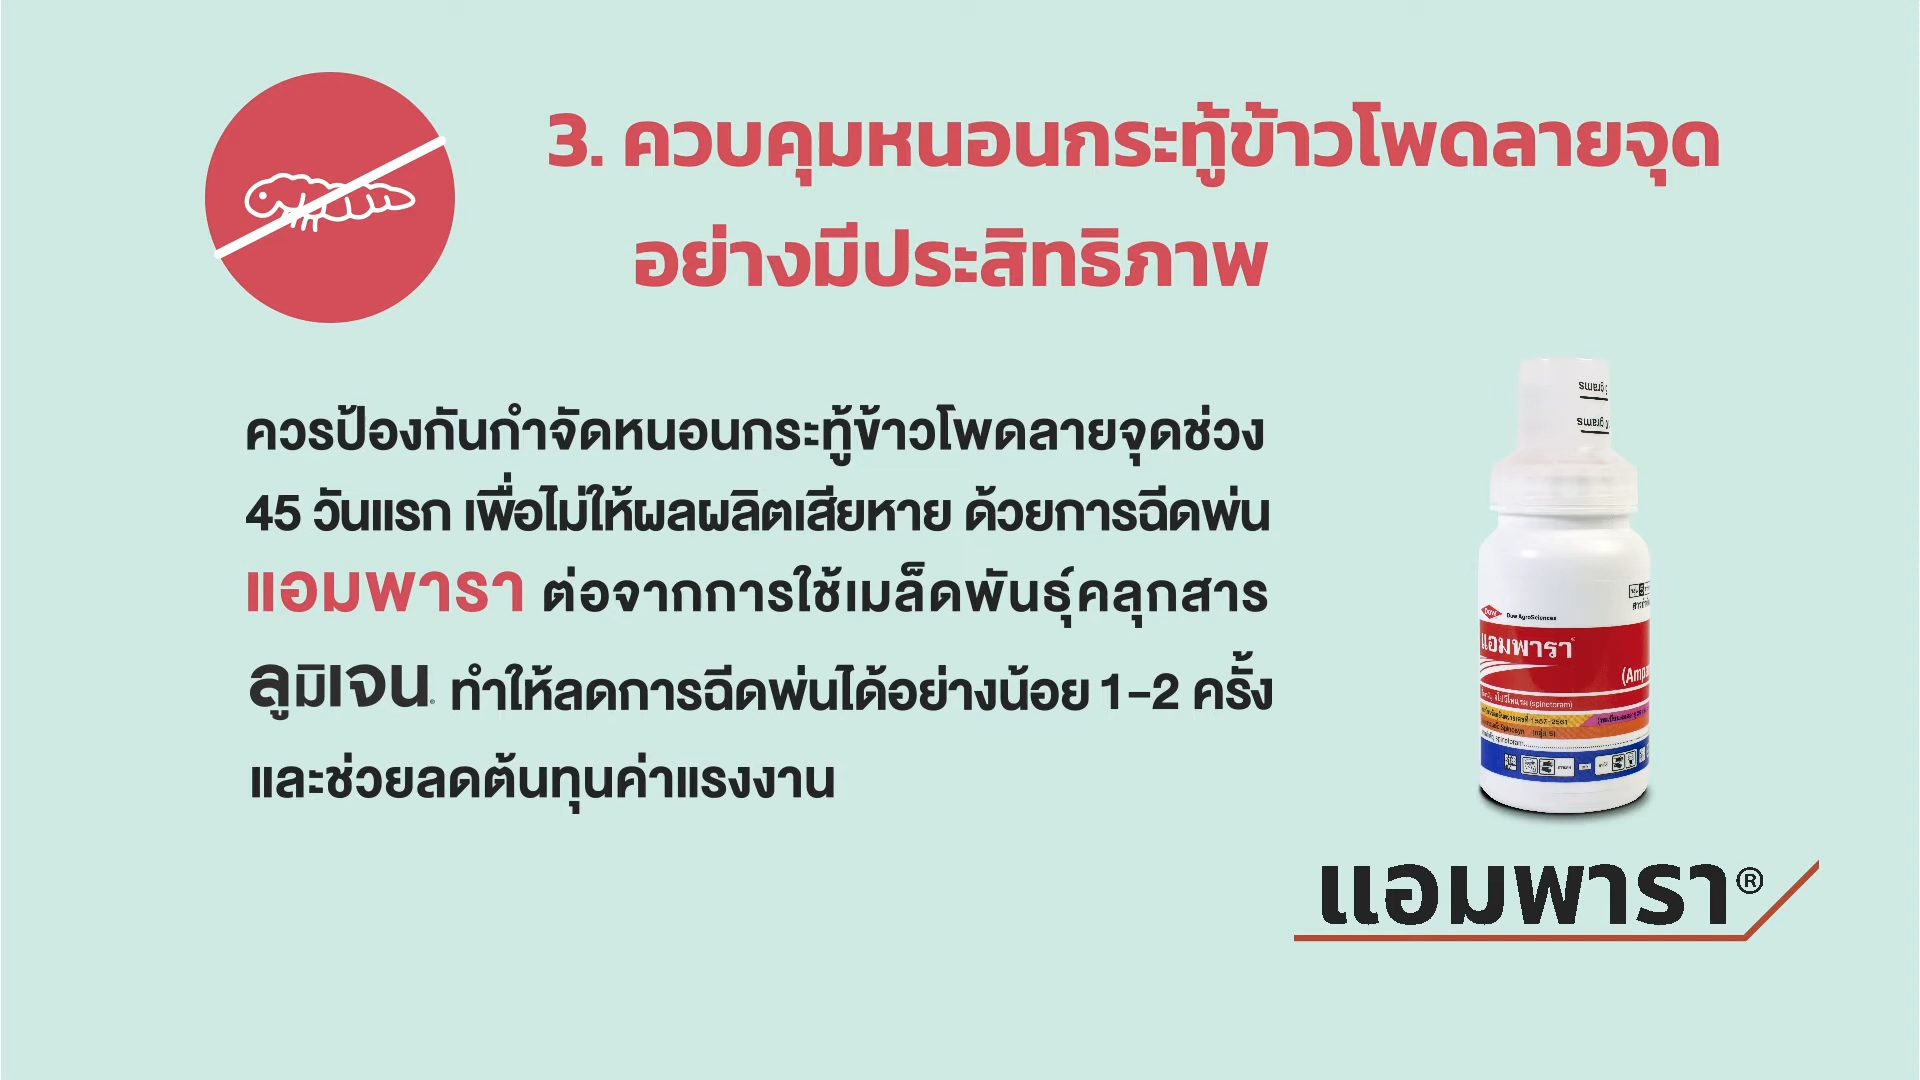 3. ควบคุมหนอนกระทู้ข้าวโพดลายจุด
อย่างมีประสิทธิภาพ
ควรป้องกันกำจัดหนอนกระทู้ข้าวโพดลายจุดช่วง
45 วันแรก เพื่อไม่ให้ผลผลิตเสียหาย ด้วยการฉีดพ่น
แอมพารา ต่อจากการใช้เมล็ดพันธุ์คลุกสาร
ลูมิเจน ทำให้ลดการฉีดพ่นได้อย่างน้อย 1-2 ครั้ง
และช่วยลดต้นทุนค่าแรงงาน
grams
grams
DOW Dow AgroSciences
แอมพารา
(spinetoram)
แอมพารา®